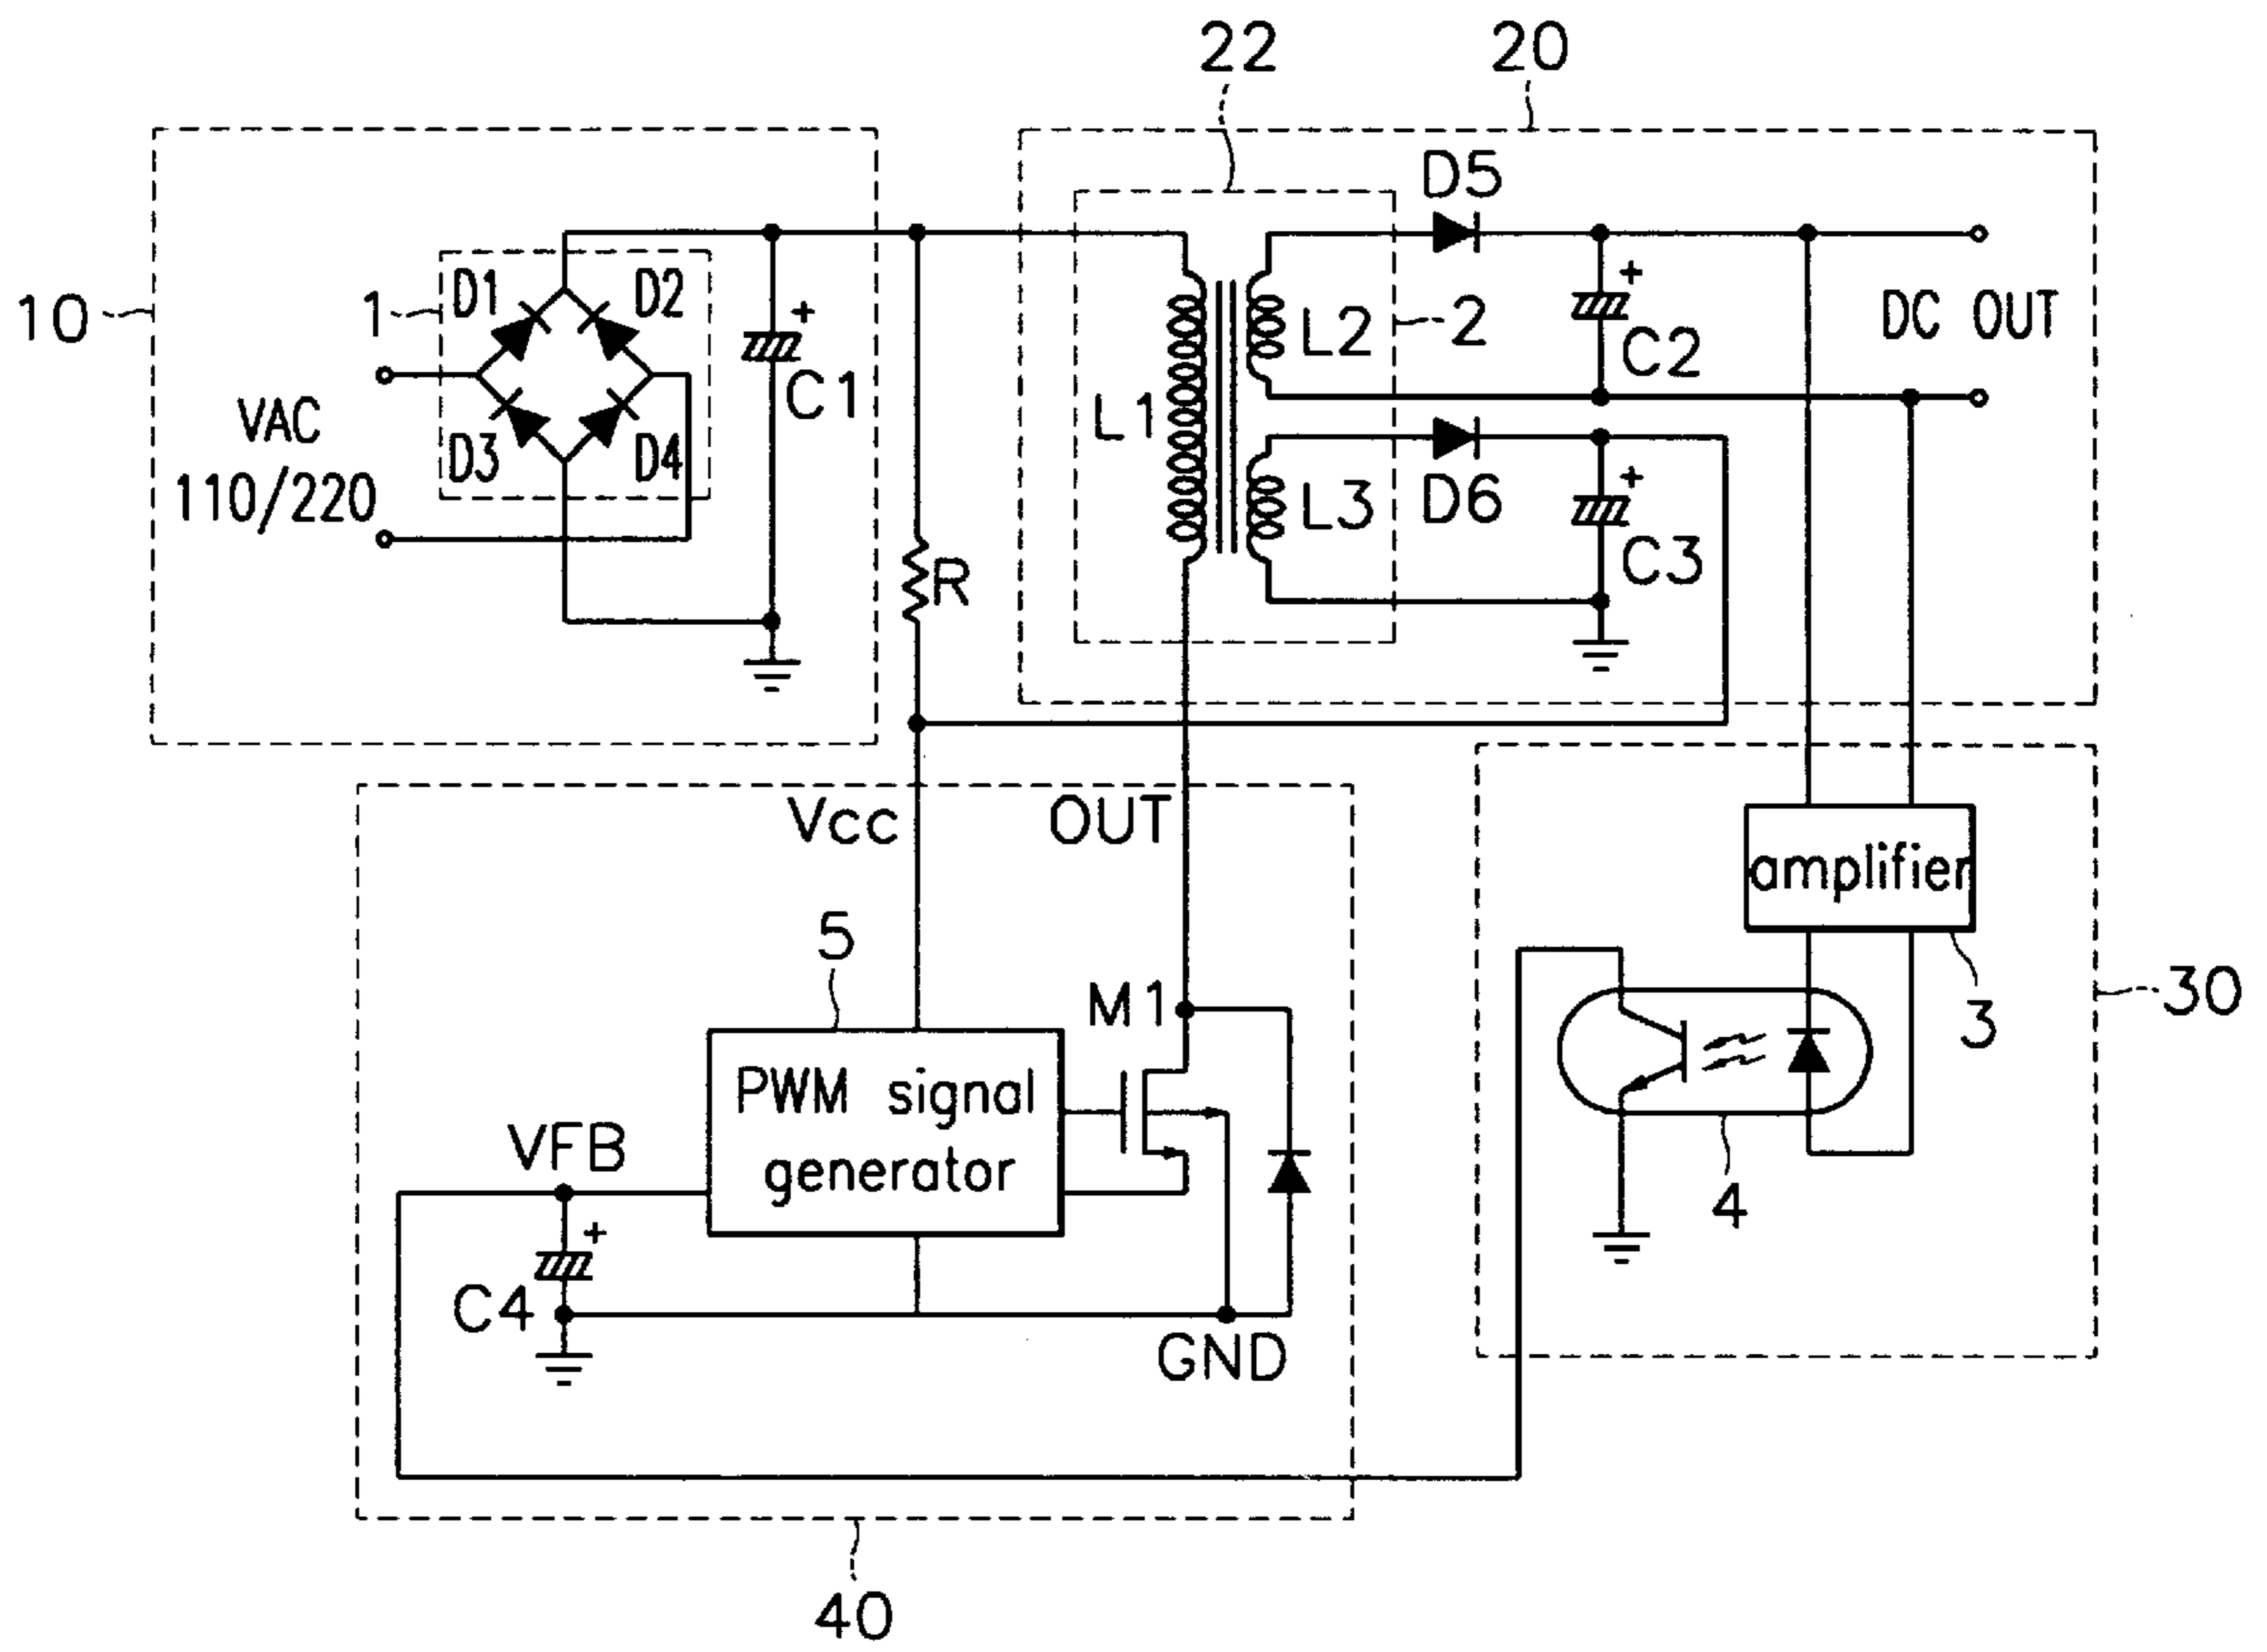 22
20
D5
10
1
D1
D2
+
C1
VAC
110/220
D3
D4
L1
L2
2
+
C2
DC OUT
L3
D6
+
C3
R
Vcc
OUT
amplifier
5
M1
3
30
PWM signal
generator
VFB
+
C4
4
GND
40